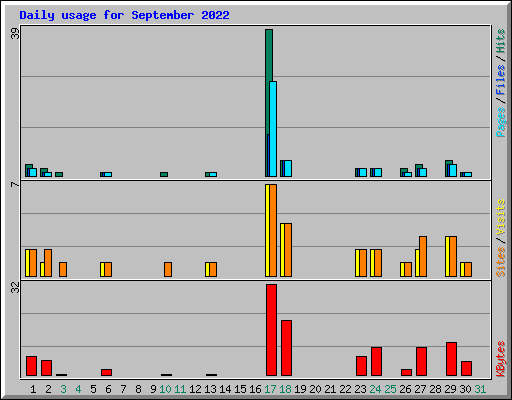 Daily usage for September 2022
39
Pages / Files / Hits
7
Sites / Visits
32
KBytes
1 2 3 4 5 6 7 8 9 10 11 12 13 14 15 16 17 18 19 20 21 22 23 24 25 26 27 28 29 30 31